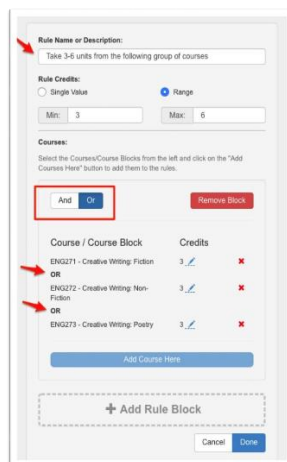 Rule Name or Description:
Take 3-6 units from the following group of courses
Rule Credits:
Single Value Range
Min: 3 Max: 6
Courses:
Select the Courses/Course Blocks from the left and click on the "Add
Courses Here" button to add them to the rules.
And Or Remove Block
Course / Course Block Credits
ENG271 - Creative Writing: Fiction 3
OR
ENG272 - Creative Writing: Non- 3
Fiction
OR
ENG273 - Creative Writing: Poetry 3
Add Course Here
+ Add Rule Block
Cancel Done